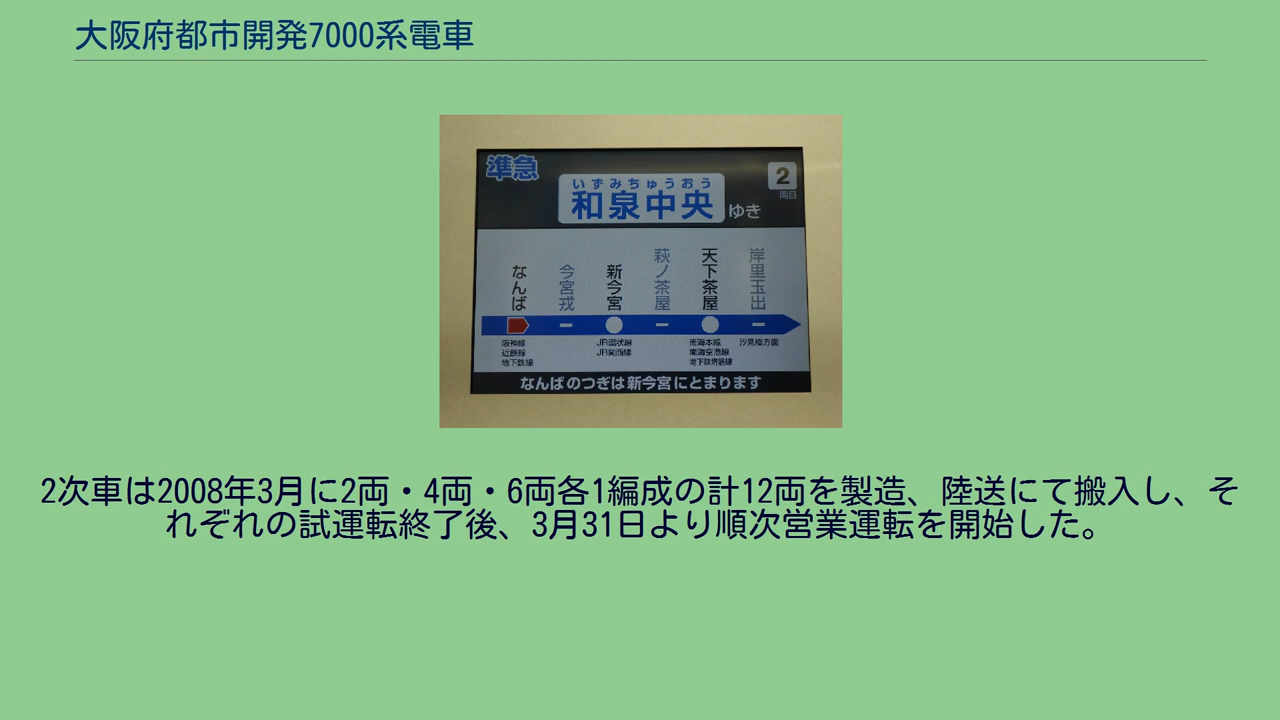 大阪府都市開発7000系電車
準急
いずみちゅうおう
和泉中央 ゆき
2
両目
なんば 今宮戎 新今宮 萩ノ茶屋 天下茶屋 岸里玉出
阪神線 JR環状線 南海本線 汐見橋方面
近鉄線 JR関西線 南海空港線
地下鉄線 地下鉄堺筋線
なんばのつぎは新今宮にとまります
2次車は2008年3月に2両・4両・6両各1編成の計12両を製造、陸送にて搬入し、そ
れぞれの試運転終了後、3月31日より順次営業運転を開始した。